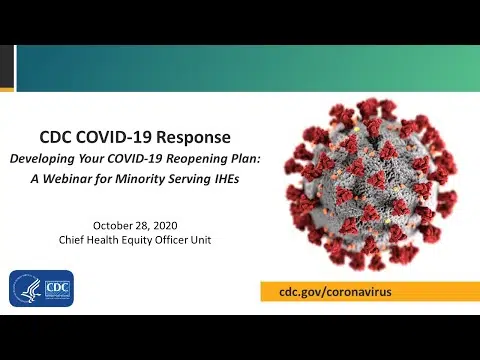 CDC COVID-19 Response
Developing Your COVID-19 Reopening Plan:
A Webinar for Minority Serving IHEs
October 28, 2020
Chief Health Equity Officer Unit
CDC
cdc.gov/coronavirus